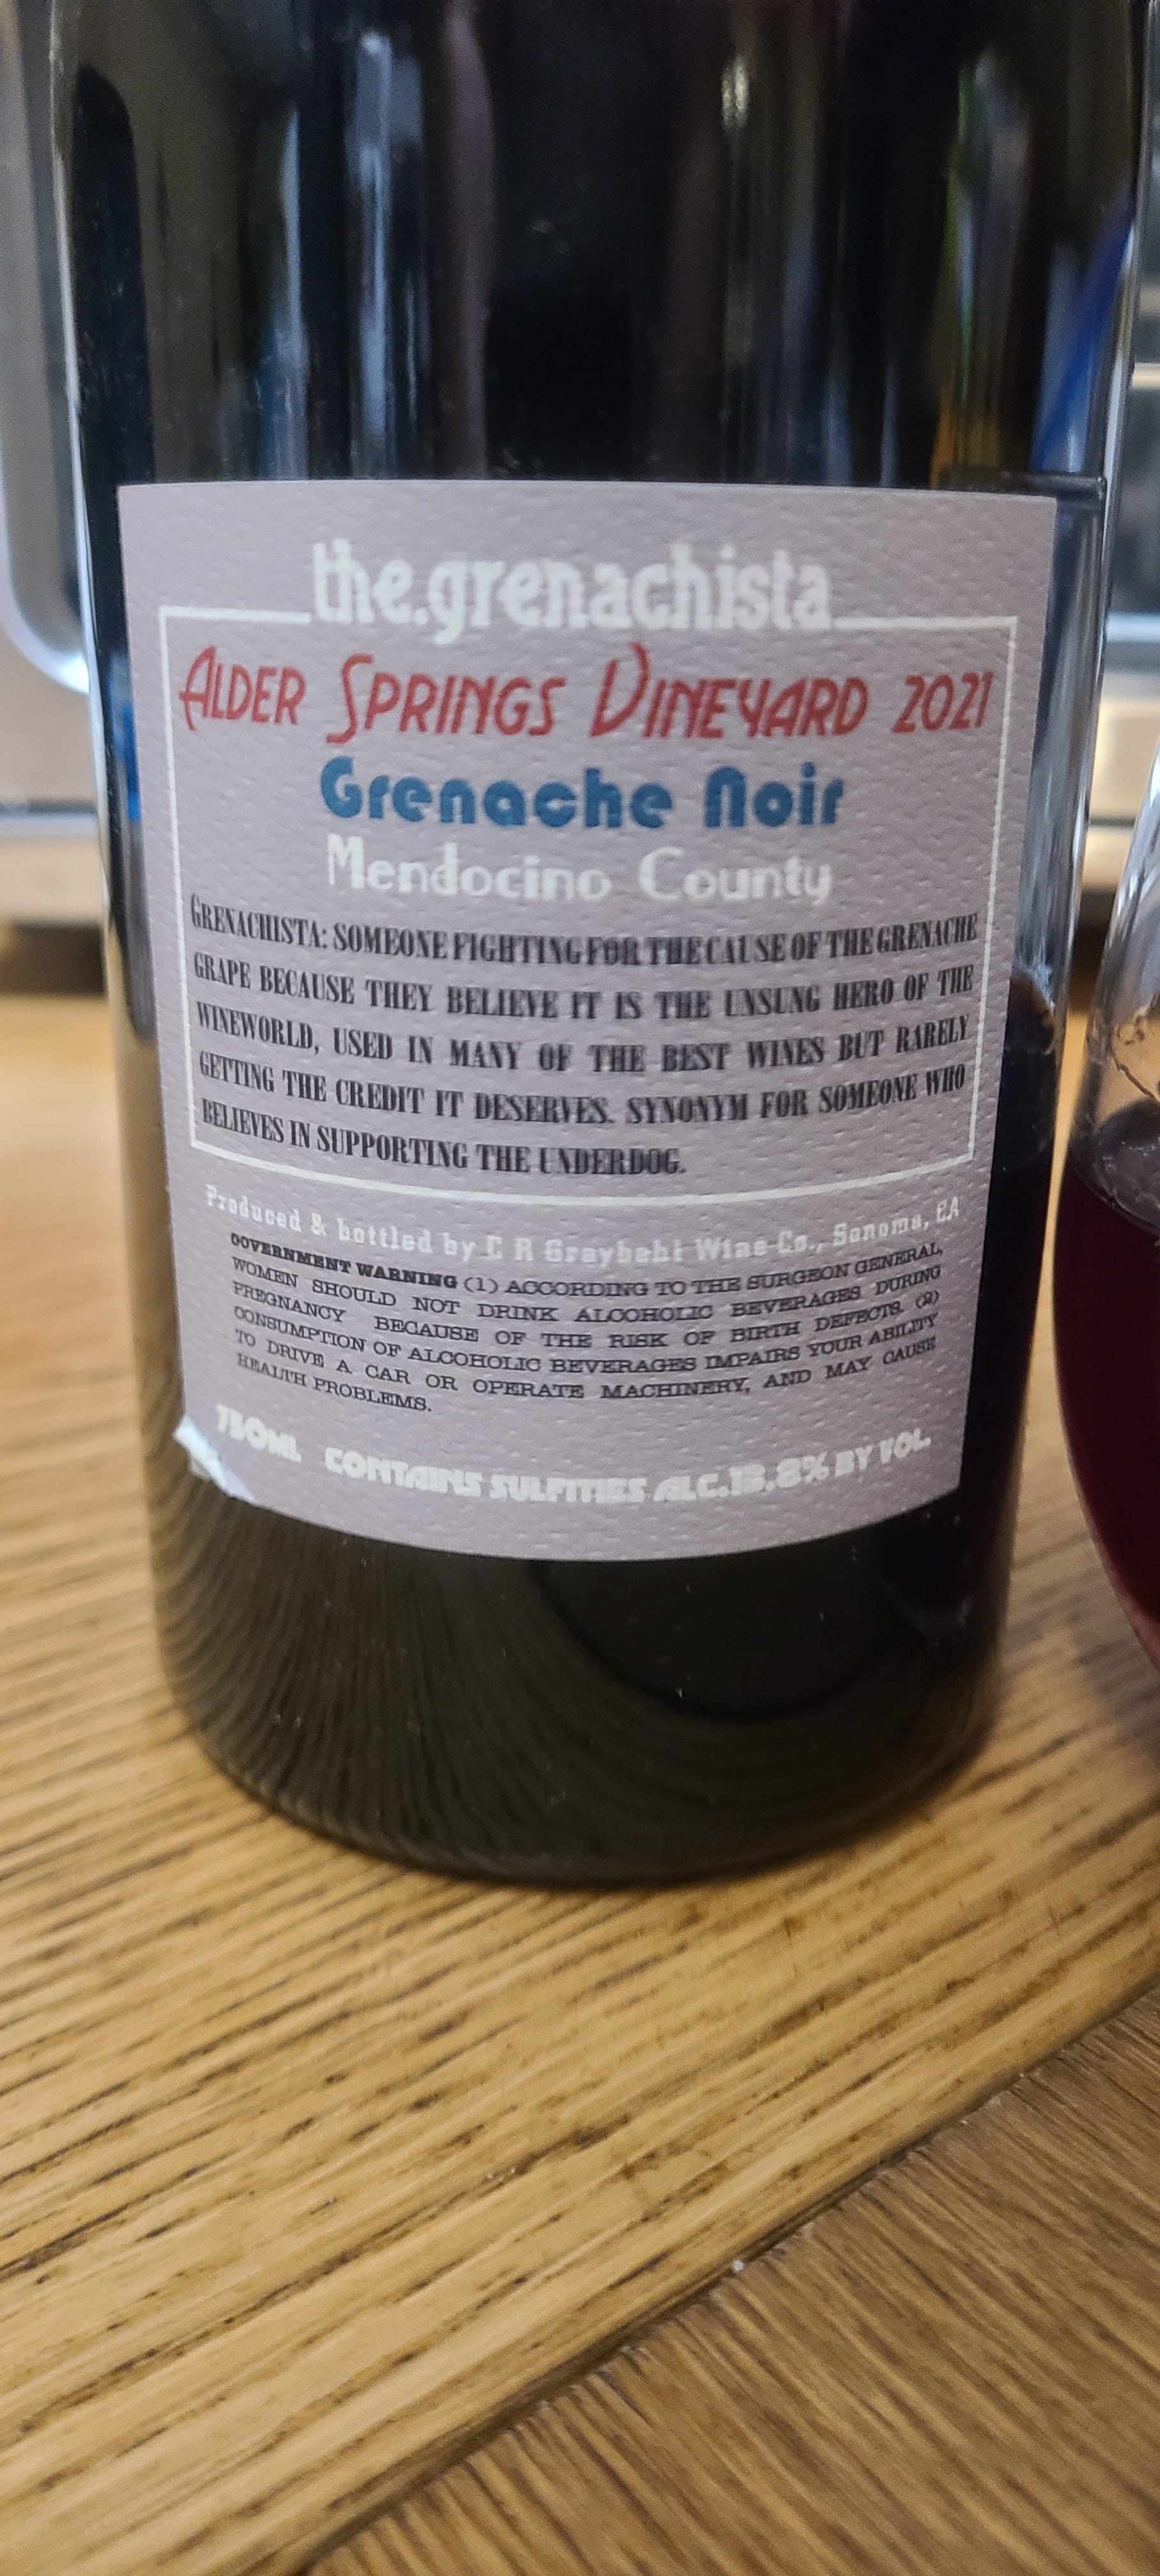 the.grenachista
ALDER SPRINGS VINEYARD 2021
Grenache Noir
Mendocino County
GRENACHISTA: SOMEONE FIGHTING FOR THE CAUSE OF THE GRENACHE
GRAPE BECAUSE THEY BELIEVE IT IS THE UNSUNG HERO OF THE
WINEWORLD, USED IN MANY OF THE BEST WINES BUT RARELY
GETTING THE CREDIT IT DESERVES. SYNONYM FOR SOMEONE WHO
BELIEVES IN SUPPORTING THE UNDERDOG.
Produced & bottled by C R Graybehl Wine Co., Sonoma, CA
GOVERNMENT WARNING (1) ACCORDING TO THE SURGEON GENERAL,
WOMEN SHOULD NOT DRINK ALCOHOLIC BEVERAGES DURING
PREGNANCY BECAUSE OF THE RISK OF BIRTH DEFECTS. (2)
CONSUMPTION OF ALCOHOLIC BEVERAGES IMPAIRS YOUR ABILITY
TO DRIVE A CAR OR OPERATE MACHINERY, AND MAY CAUSE
HEALTH PROBLEMS.
750ML CONTAINS SULFITIES ALC.13.8% BY VOL.